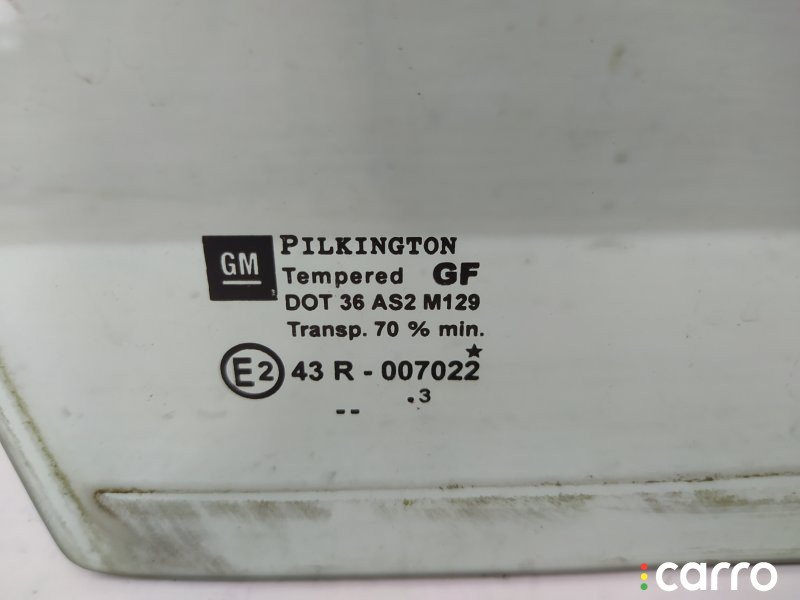 GM
PILKINGTON
Tempered GF
DOT 36 AS2 M129
Transp. 70 % min.
E2 43 R - 007022★
-- .3
carro